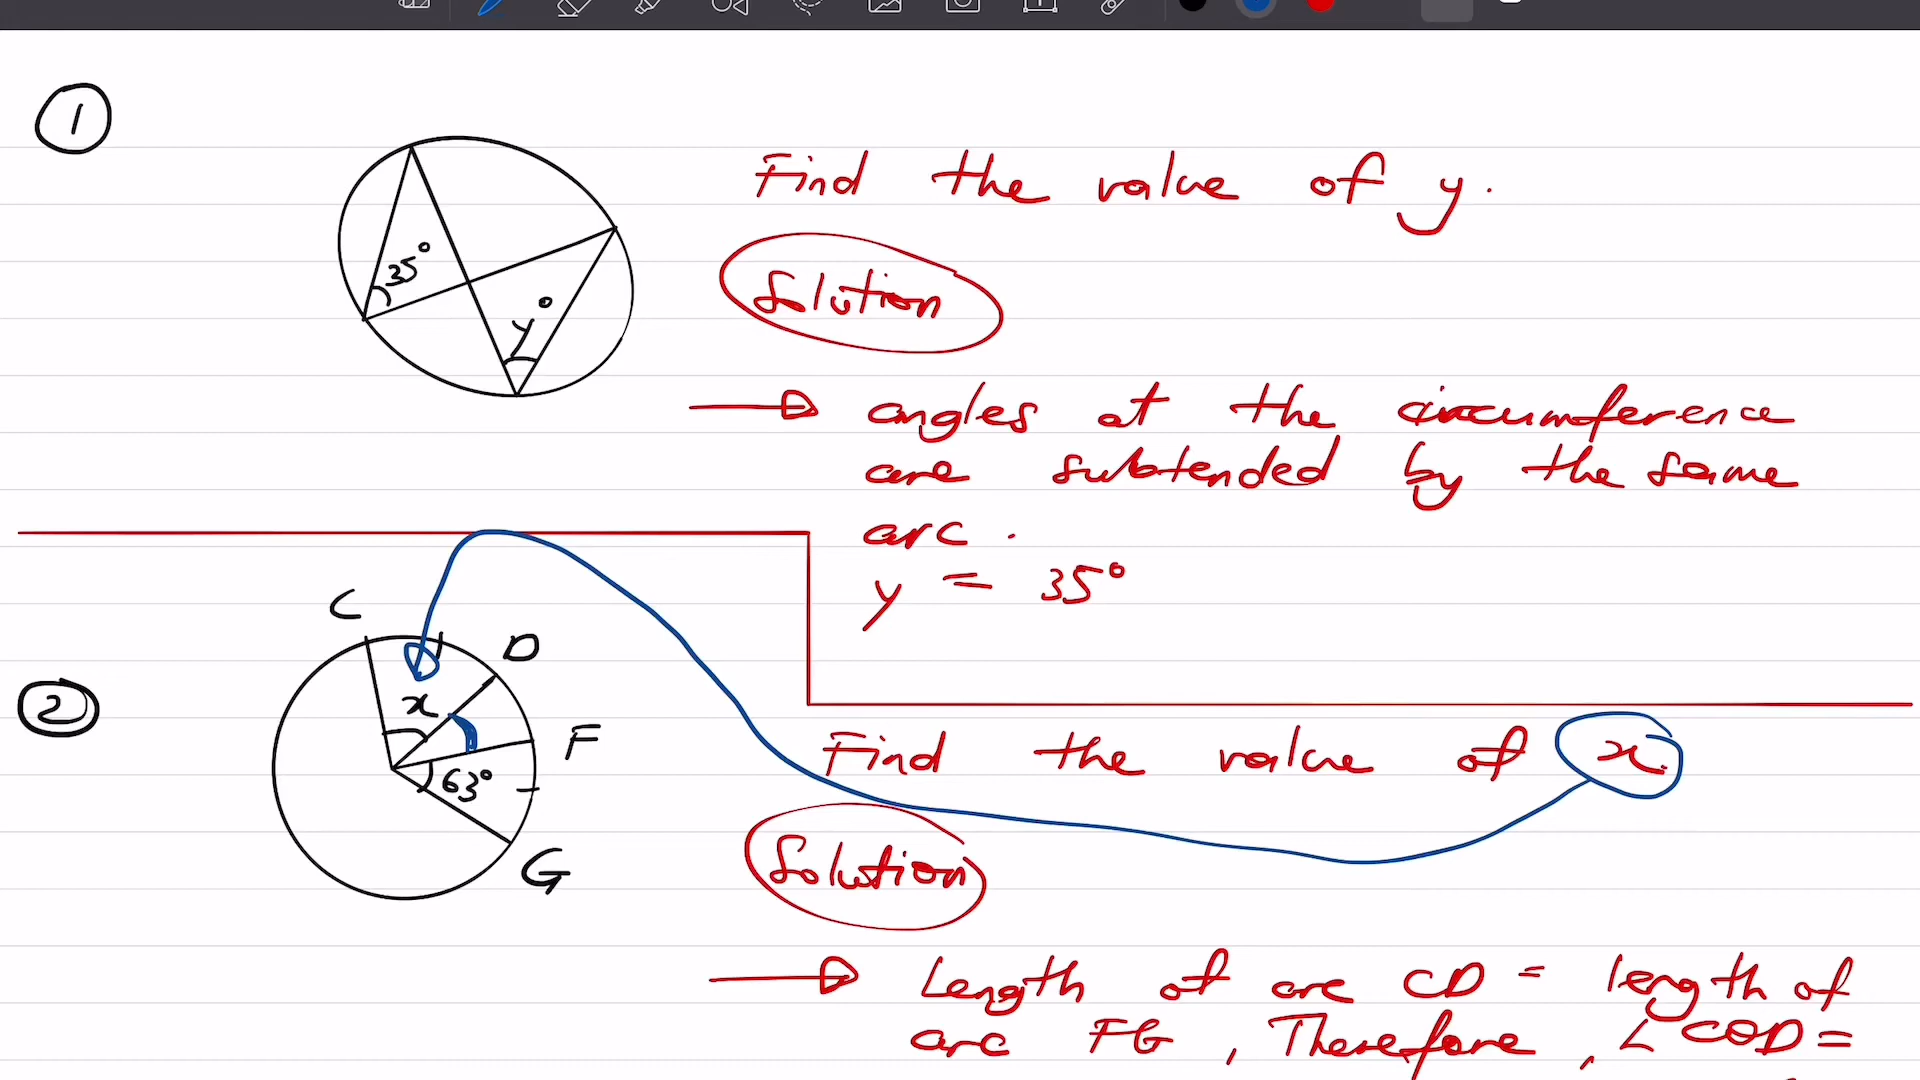 1
Find the value of y.
Solution
35°
y°
angles at the circumference
are subtended by the same
arc.
y = 35°
C
D
x
F
63°
G
2
Find the value of x.
Solution
Length of arc CD = length of
arc FG, Therefore, ∠COD =